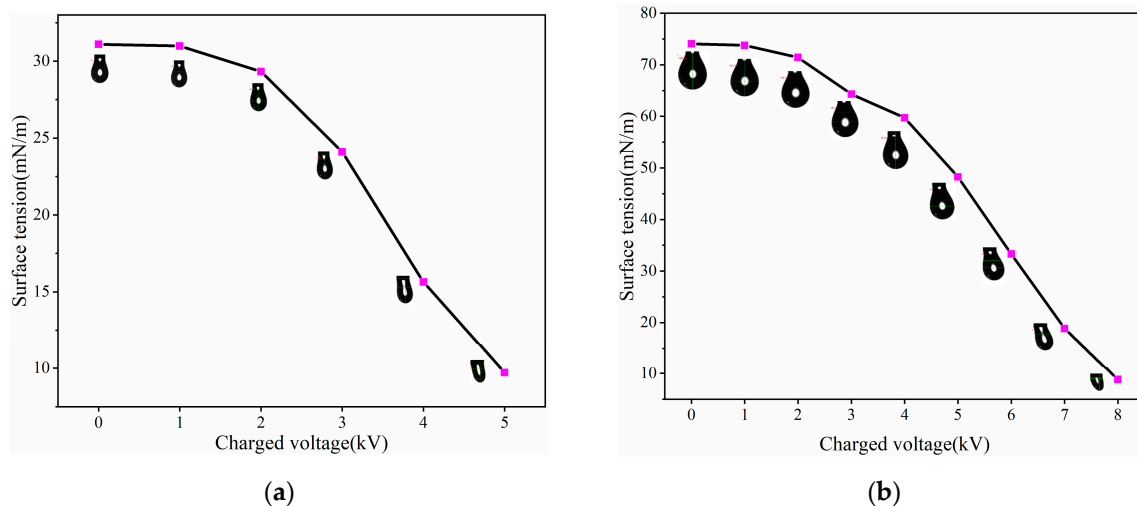 Surface tension(mN/m)
30
25
20
15
10
0 1 2 3 4 5
Charged voltage(kV)
(a)
Surface tension(mN/m)
80
70
60
50
40
30
20
10
0 1 2 3 4 5 6 7 8
Charged voltage(kV)
(b)